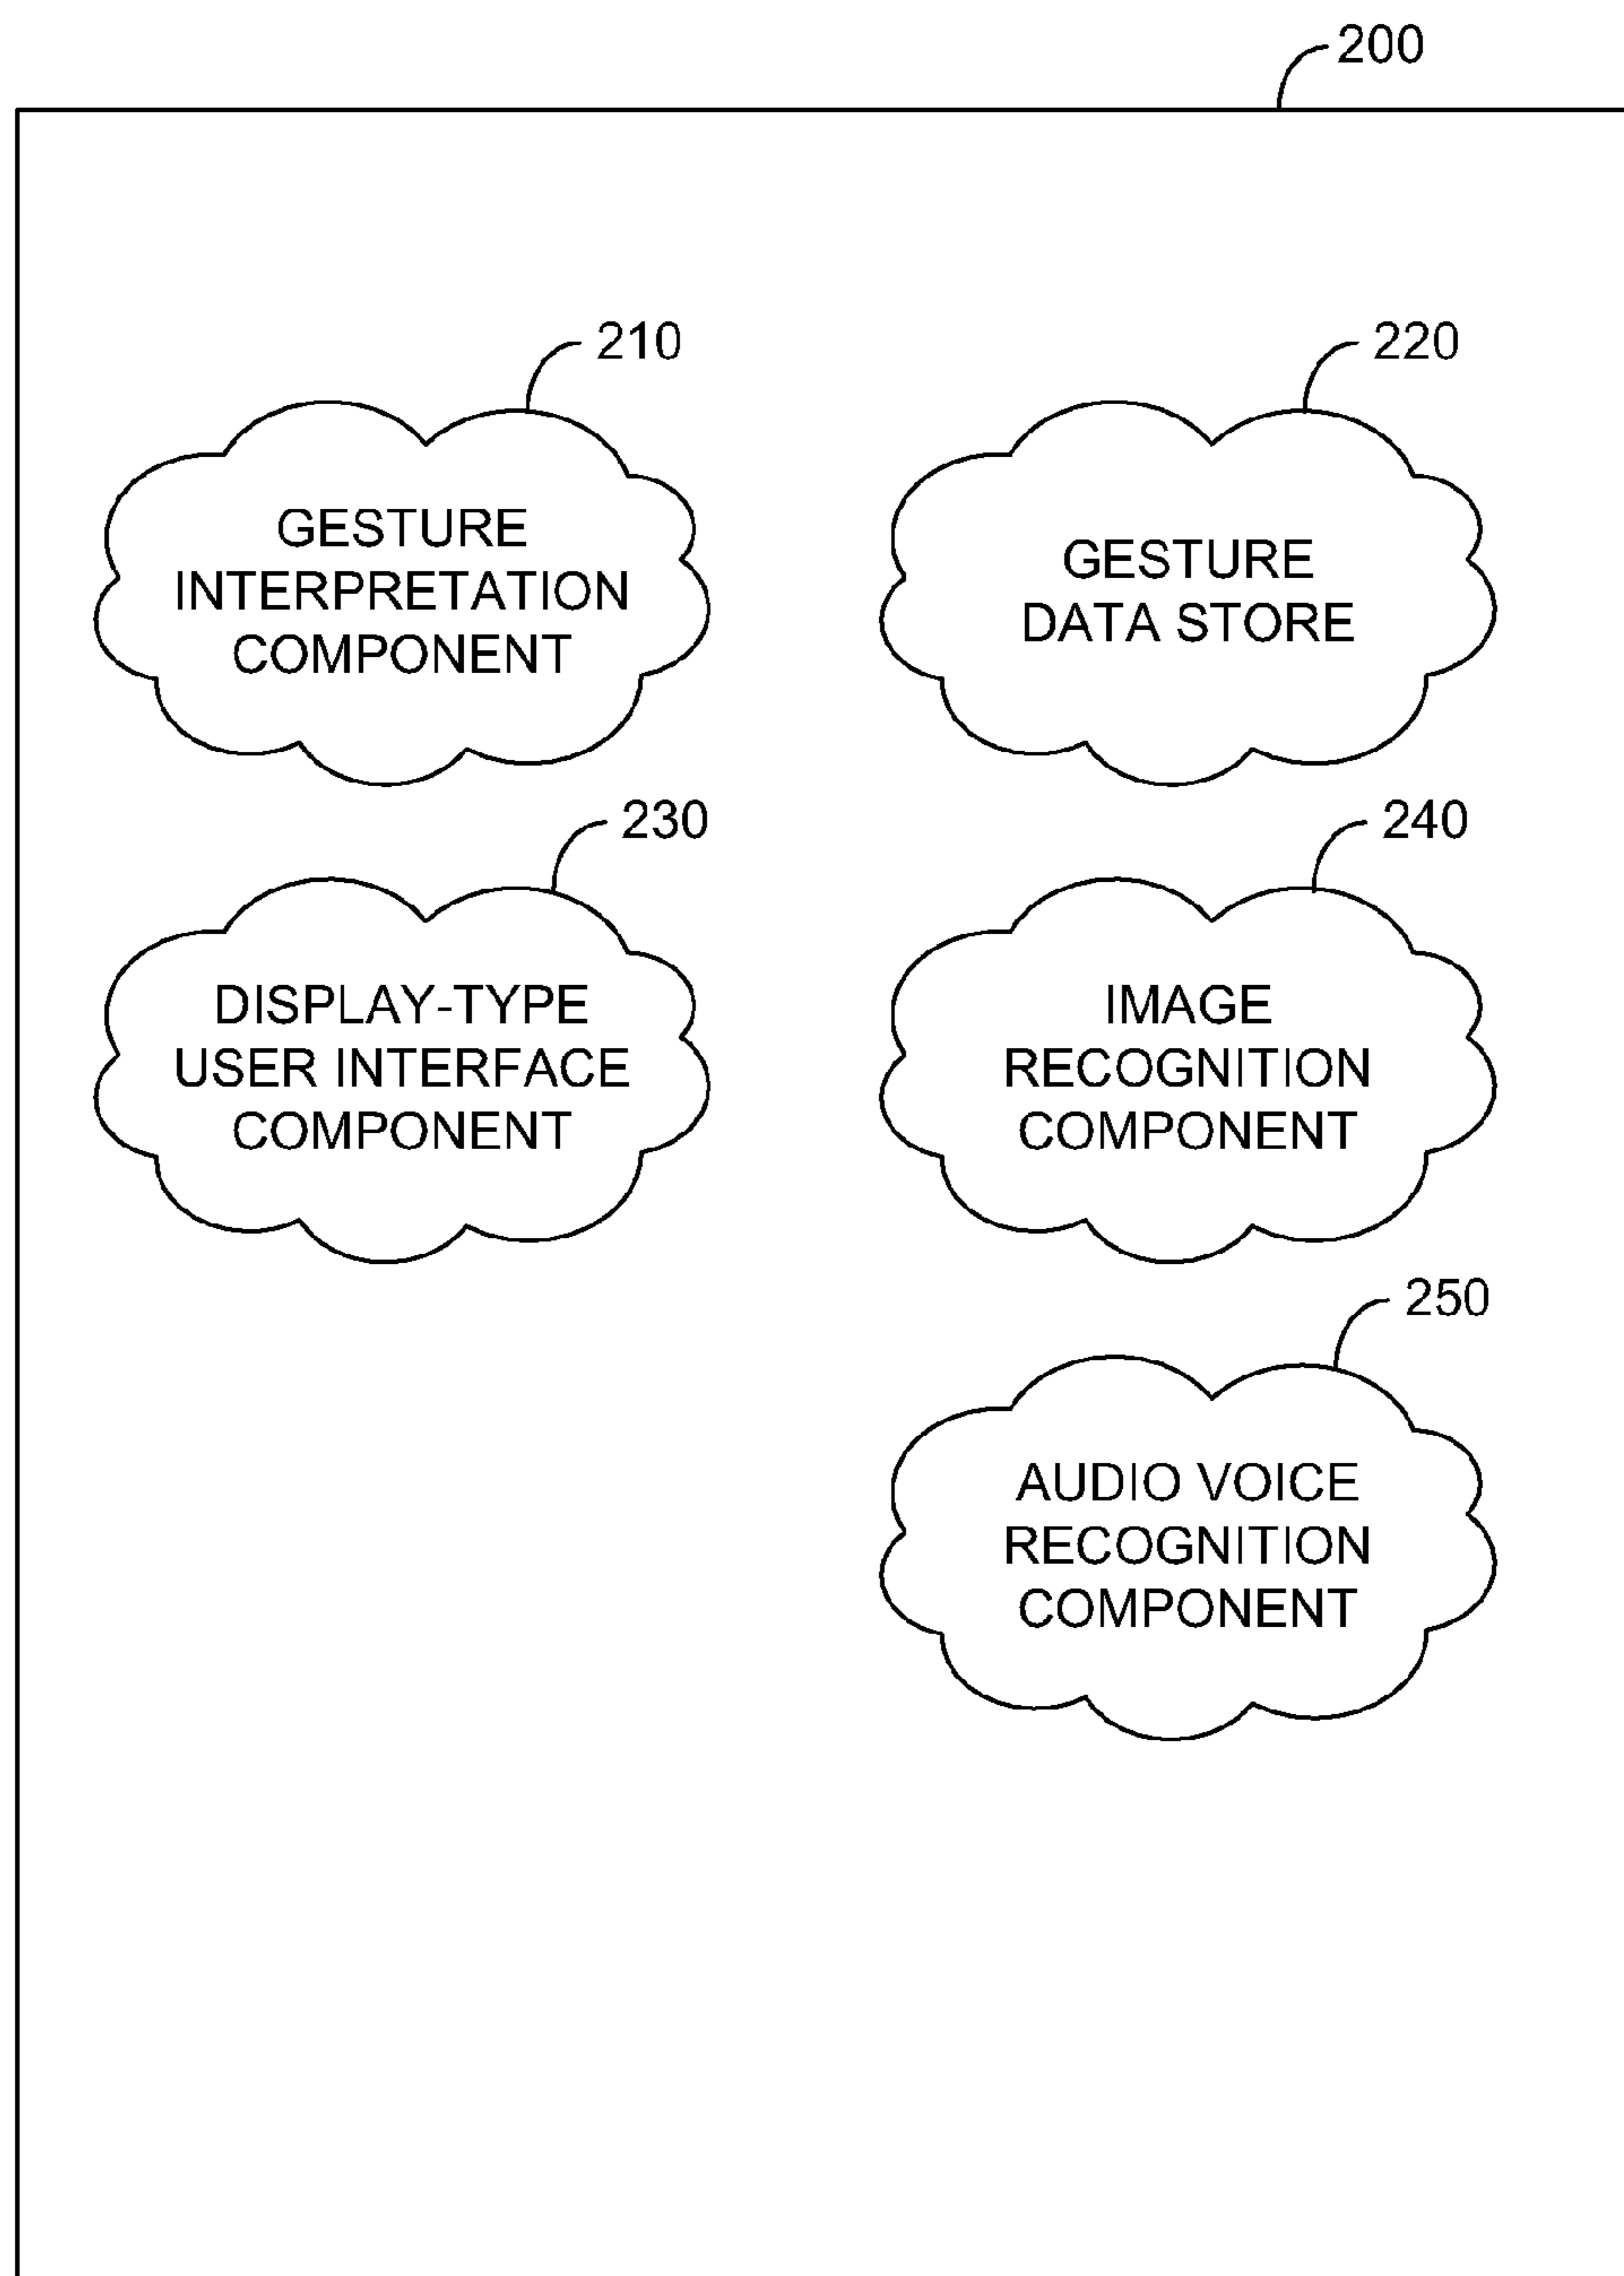 200
210
GESTURE
INTERPRETATION
COMPONENT
220
GESTURE
DATA STORE
230
DISPLAY-TYPE
USER INTERFACE
COMPONENT
240
IMAGE
RECOGNITION
COMPONENT
250
AUDIO VOICE
RECOGNITION
COMPONENT